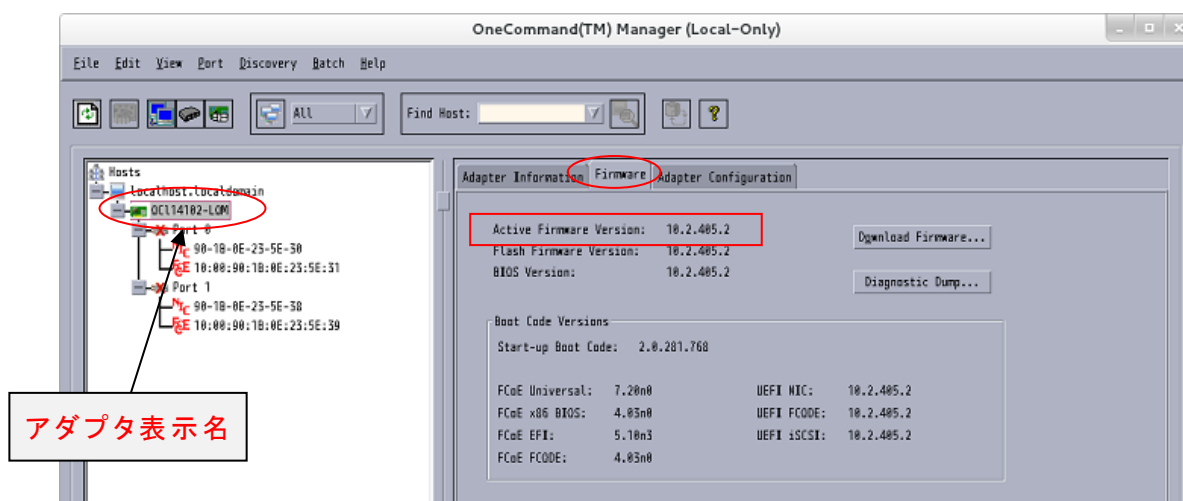 OneCommand(TM) Manager (Local-Only)
File Edit View Port Discovery Batch Help
All
Find Host:
Hosts
localhost.localdomain
OCl14102-LOM
Port 0
NIC 90-1B-0E-23-5E-30
FCoE 10:00:90:1B:0E:23:5E:31
Port 1
NIC 90-1B-0E-23-5E-38
FCoE 10:00:90:1B:0E:23:5E:39
アダプタ表示名
Adapter Information Firmware Adapter Configuration
Active Firmware Version: 10.2.405.2
Flash Firmware Version: 10.2.405.2
BIOS Version: 10.2.405.2
Download Firmware...
Diagnostic Dump...
Boot Code Versions
Start-up Boot Code: 2.0.281.768
FCoE Universal: 7.20n0 UEFI NIC: 10.2.405.2
FCoE x86 BIOS: 4.03n0 UEFI FCODE: 10.2.405.2
FCoE EFI: 5.10n3 UEFI iSCSI: 10.2.405.2
FCoE FCODE: 4.03n0